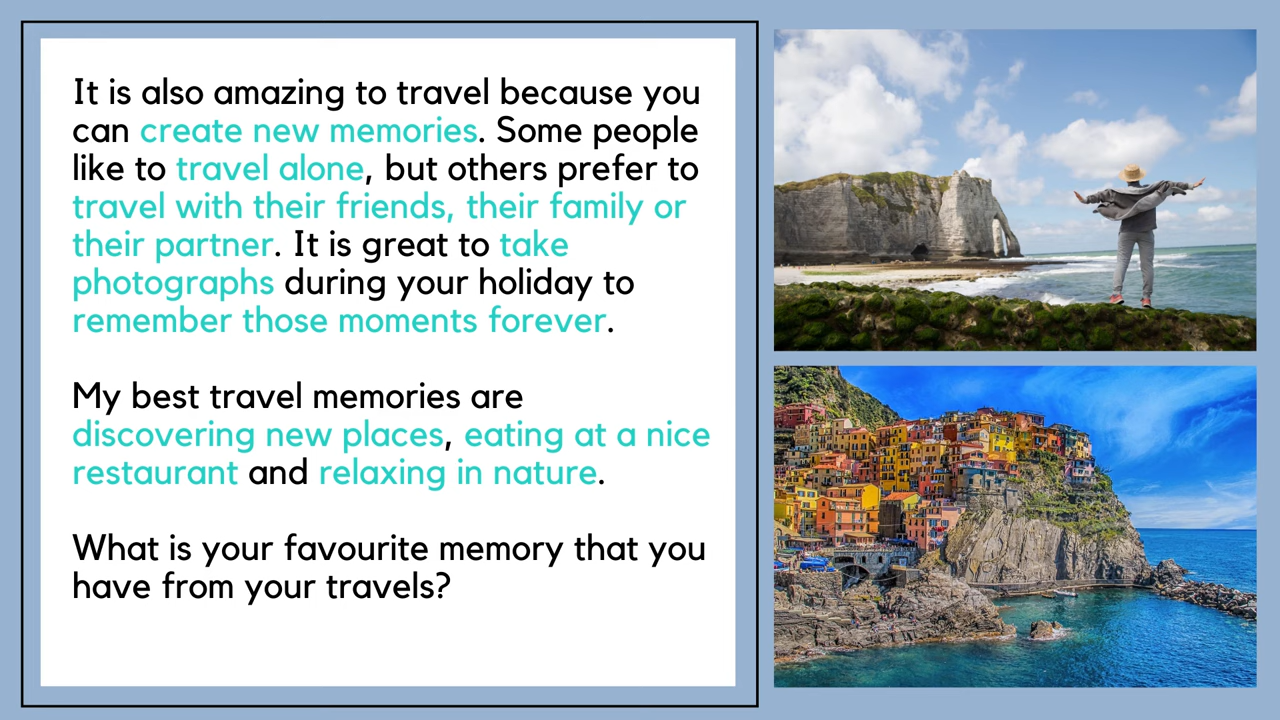 It is also amazing to travel because you
can create new memories. Some people
like to travel alone, but others prefer to
travel with their friends, their family or
their partner. It is great to take
photographs during your holiday to
remember those moments forever.
My best travel memories are
discovering new places, eating at a nice
restaurant and relaxing in nature.
What is your favourite memory that you
have from your travels?